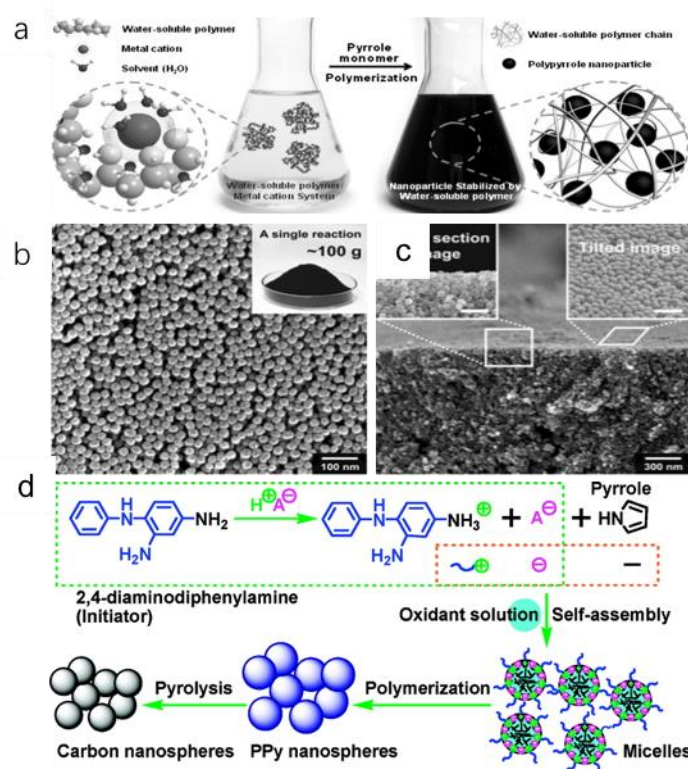 a
Water-soluble polymer
Metal cation
Solvent (H₂O)
Pyrrole
monomer
Polymerization
Water-soluble polymer chain
Polypyrrole nanoparticle
Water-soluble polymer/
Metal cation System
Nanoparticle Stabilized by
Water-soluble polymer
b
A single reaction
~100 g
100 nm
c
section
age
Tilted image
300 nm
d
H
N
NH₂
H₂N
H⊕A⊖
H
N
NH₃⊕
H₂N
+
A⊖
+
Pyrrole
HN
⊕
⊖
–
2,4-diaminodiphenylamine
(Initiator)
Oxidant solution
Self-assembly
Pyrolysis
Polymerization
Carbon nanospheres
PPy nanospheres
Micelles